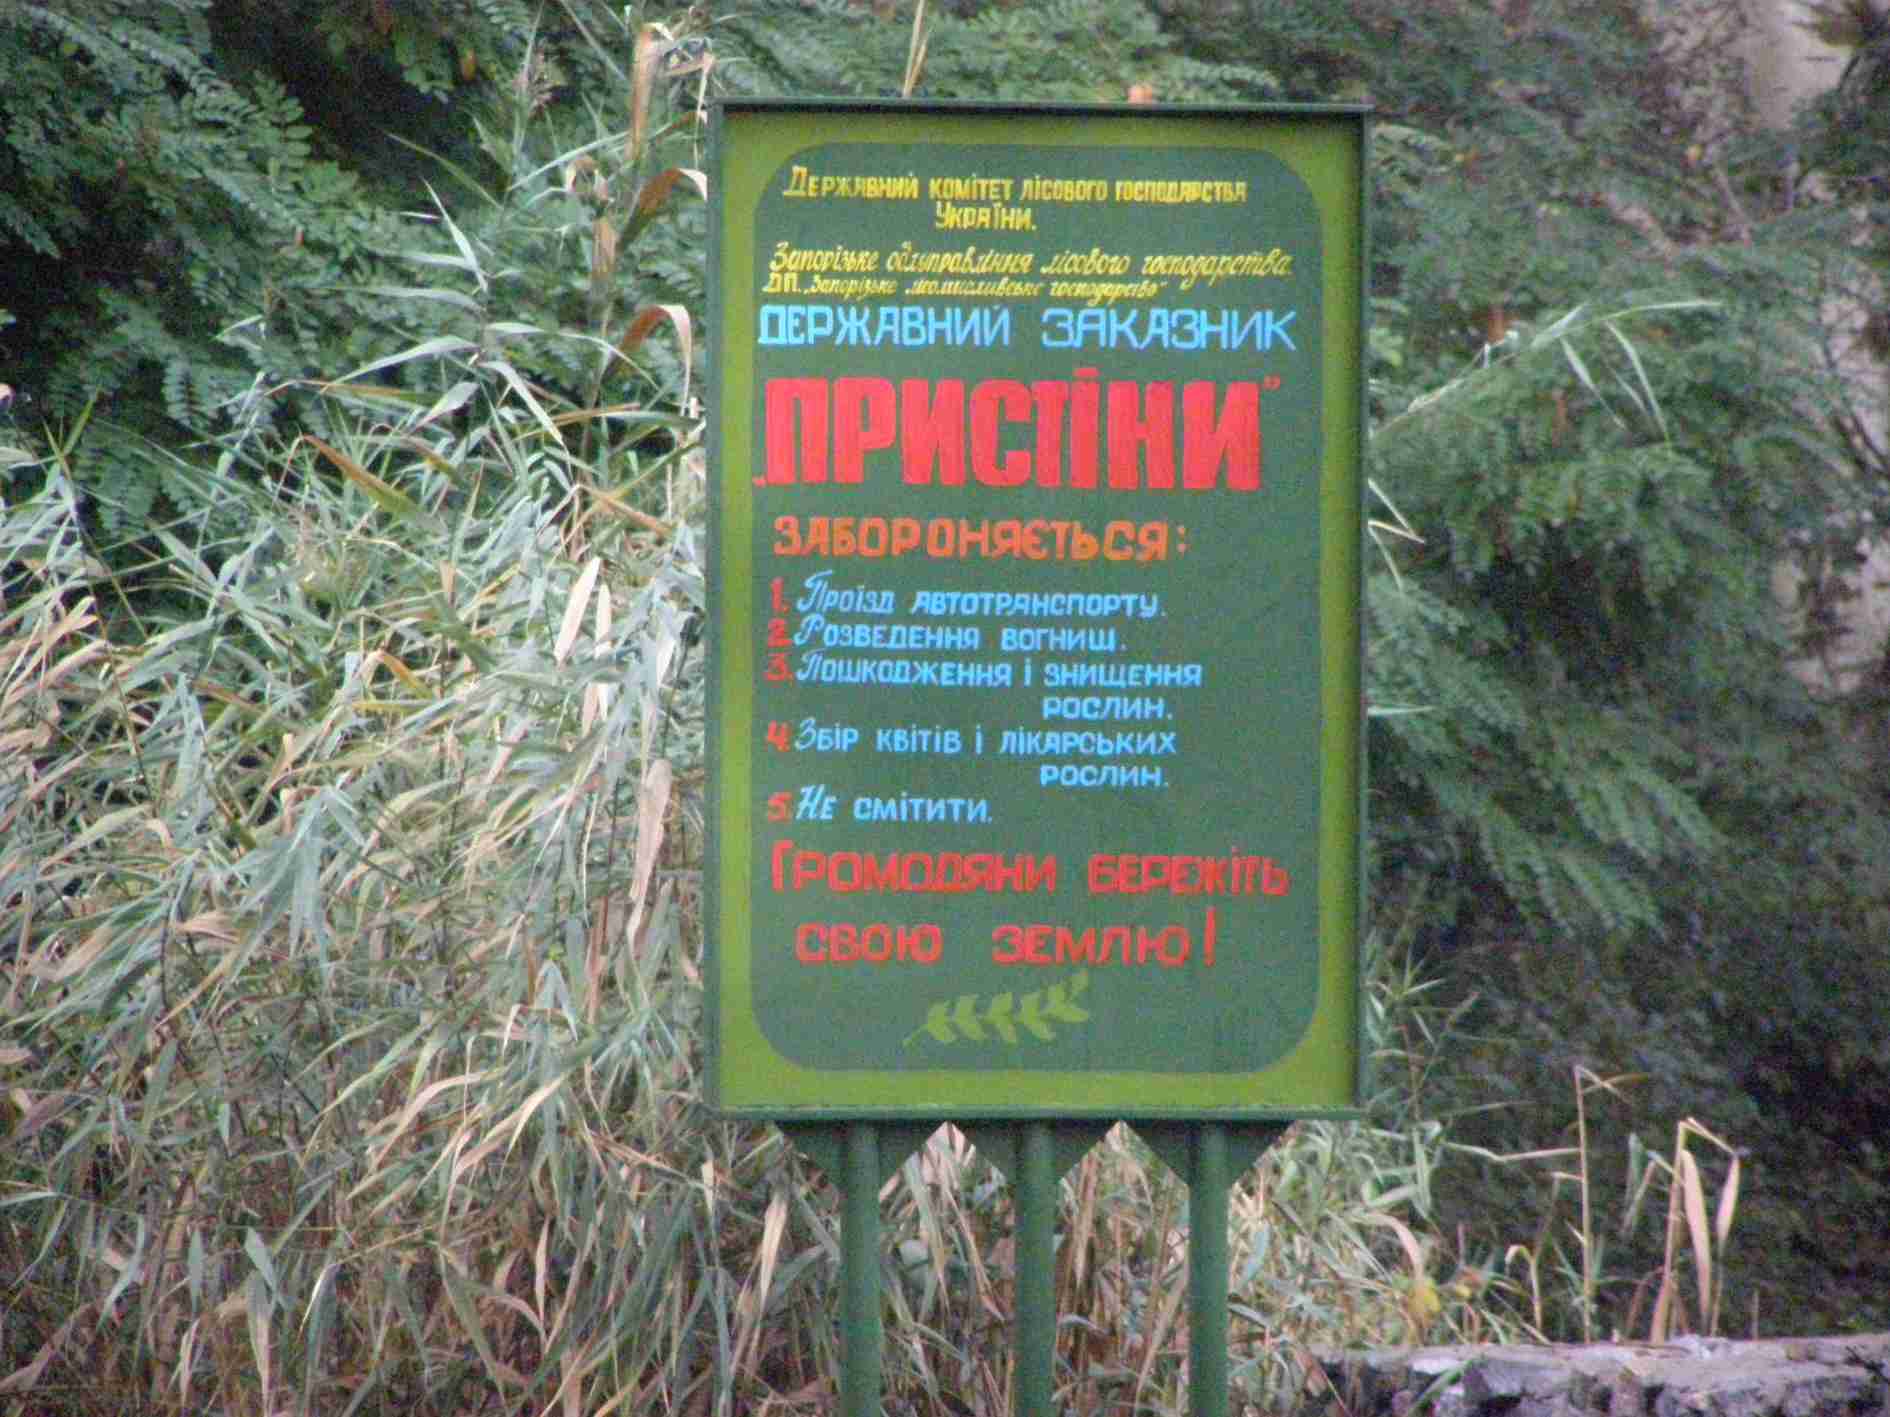 Державний комітет лісового господарства
України.
Запорізьке облуправління лісового господарства.
ДП. „Запорізьке лісомисливське господарство"
ДЕРЖАВНИЙ ЗАКАЗНИК
„ПРИСТІНИ"
ЗАБОРОНЯЄТЬСЯ:
1. Проїзд автотранспорту.
2. Розведення вогнищ.
3. Пошкодження і знищення
рослин.
4. Збір квітів і лікарських
рослин.
5. Не смітити.
Громодяни бережіть
свою землю!